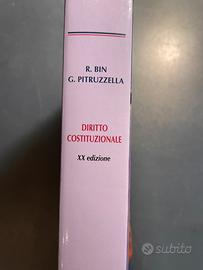 R. BIN
G. PITRUZZELLA
DIRITTO
COSTITUZIONALE
XX edizione
subito